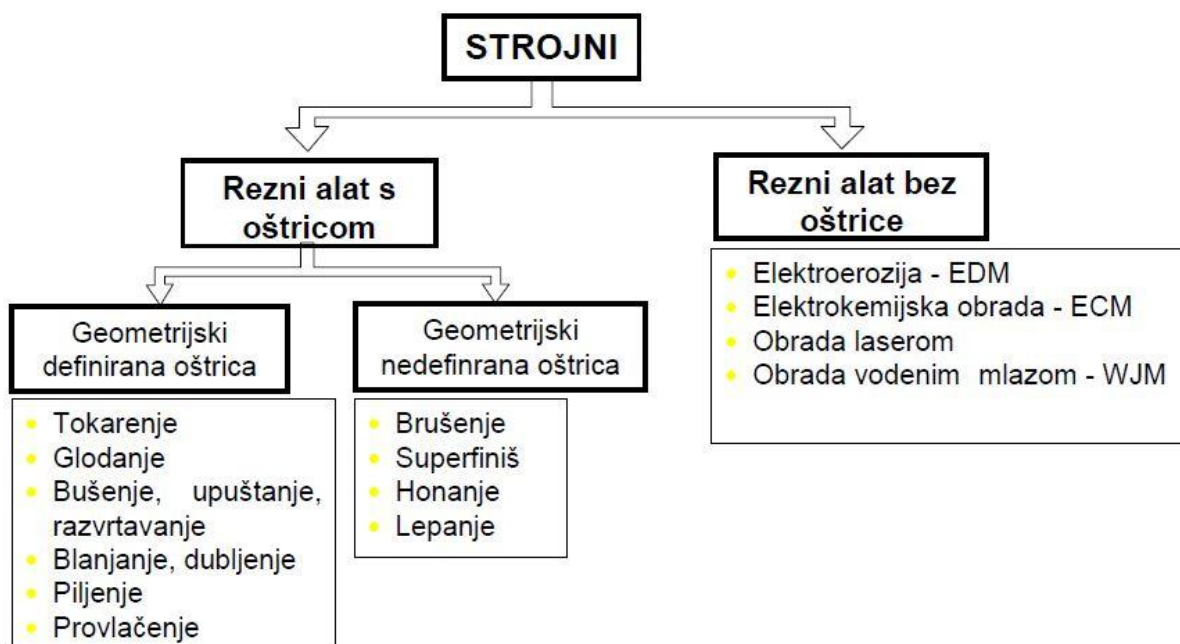 STROJNI
Rezni alat s
oštricom
Rezni alat bez
oštrice
Elektroerozija - EDM
Elektrokemijska obrada - ECM
Obrada laserom
Obrada vodenim mlazom - WJM
Geometrijski
definirana oštrica
Geometrijski
nedefinrana oštrica
Tokarenje
Glodanje
Bušenje, upuštanje,
razvrtavanje
Blanjanje, dubljenje
Piljenje
Provlačenje
Brušenje
Superfiniš
Honanje
Lepanje